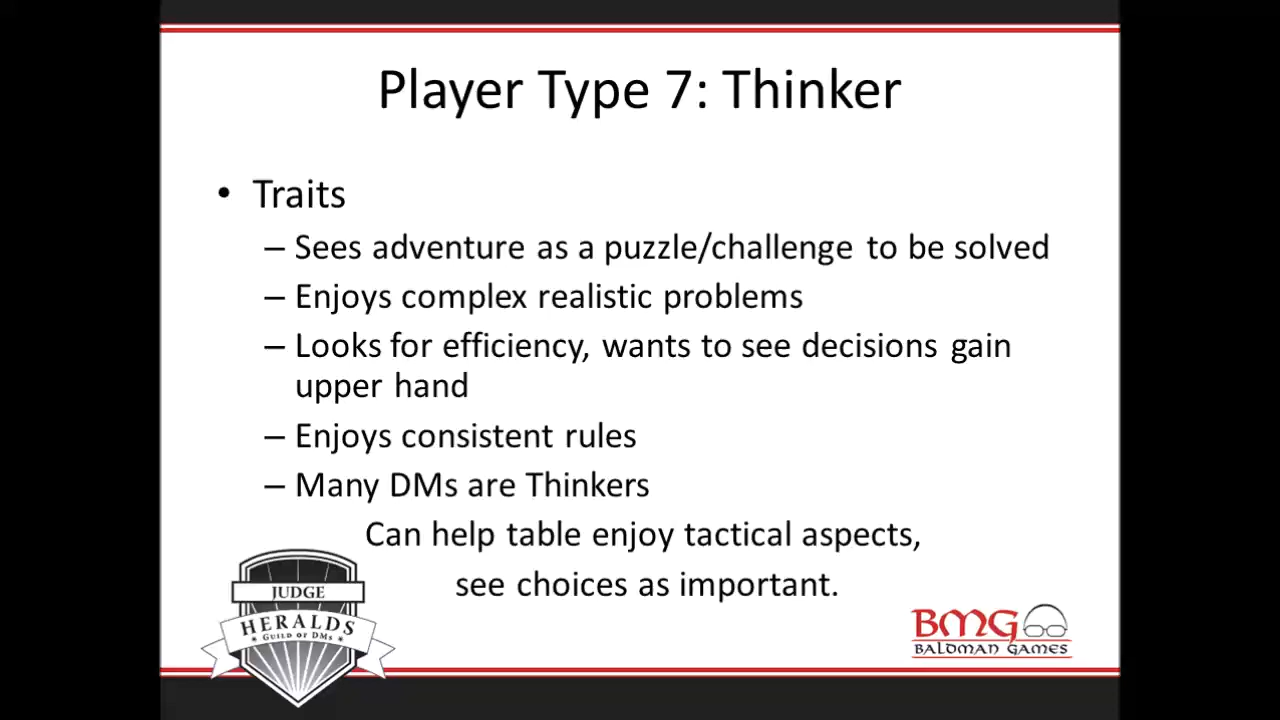 Player Type 7: Thinker
• Traits
– Sees adventure as a puzzle/challenge to be solved
– Enjoys complex realistic problems
– Looks for efficiency, wants to see decisions gain
upper hand
– Enjoys consistent rules
– Many DMs are Thinkers
Can help table enjoy tactical aspects,
see choices as important.
JUDGE
HERALDS
GUILD OF DMs
BMG
BALDMAN GAMES